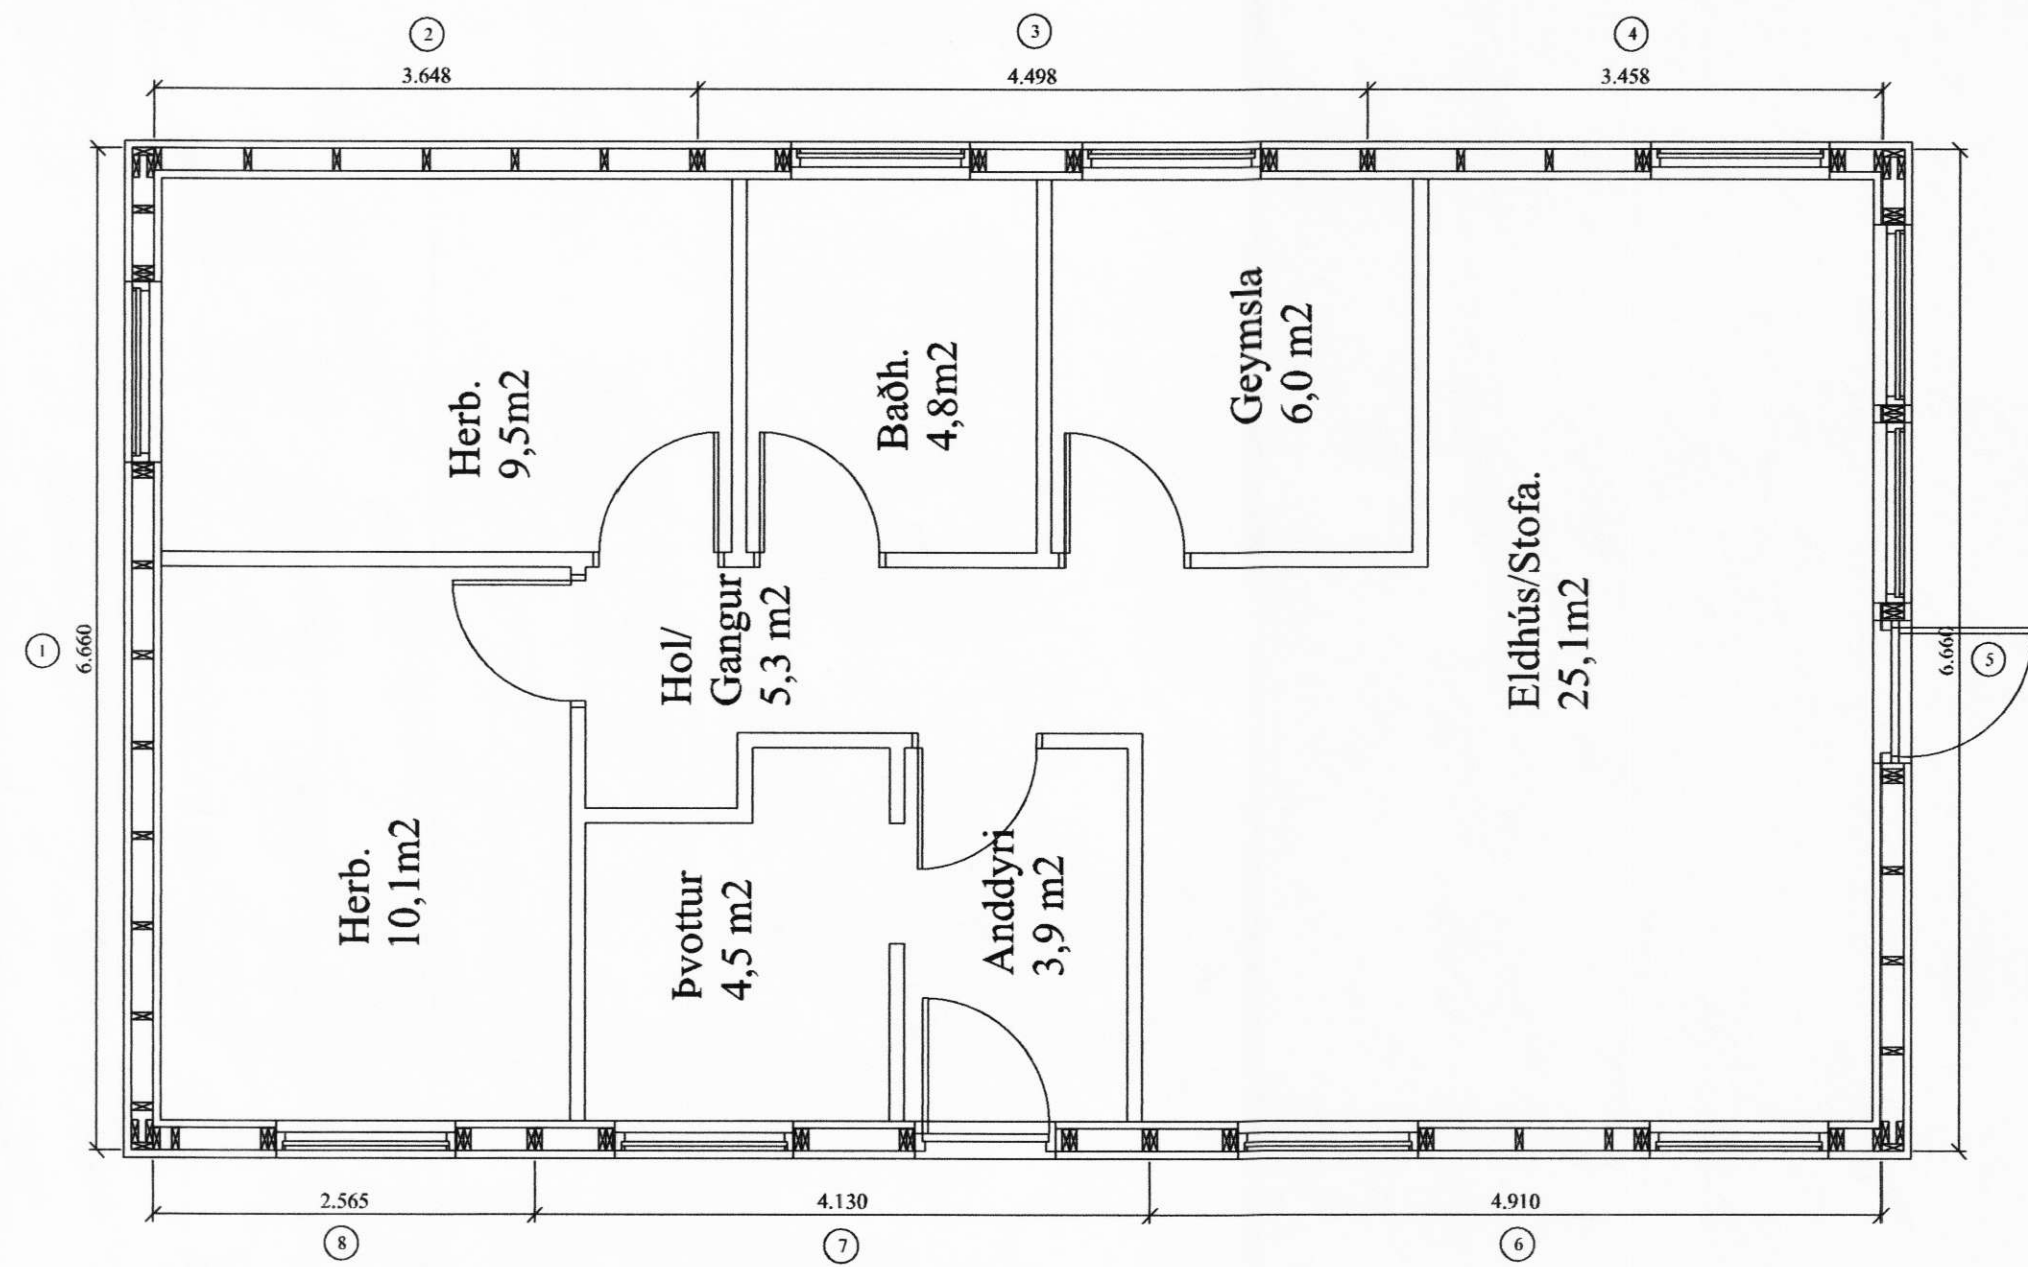 2
3
4
3.648
4.498
3.458
Herb.
9,5m2
Baðh.
4,8m2
Geymsla
6,0 m2
1
6.660
Hol/
Gangur
5,3 m2
Eldhús/Stofa.
25,1m2
6.660
5
Herb.
10,1m2
Þvottur
4,5 m2
Anddyri
3,9 m2
2.565
4.130
4.910
8
7
6